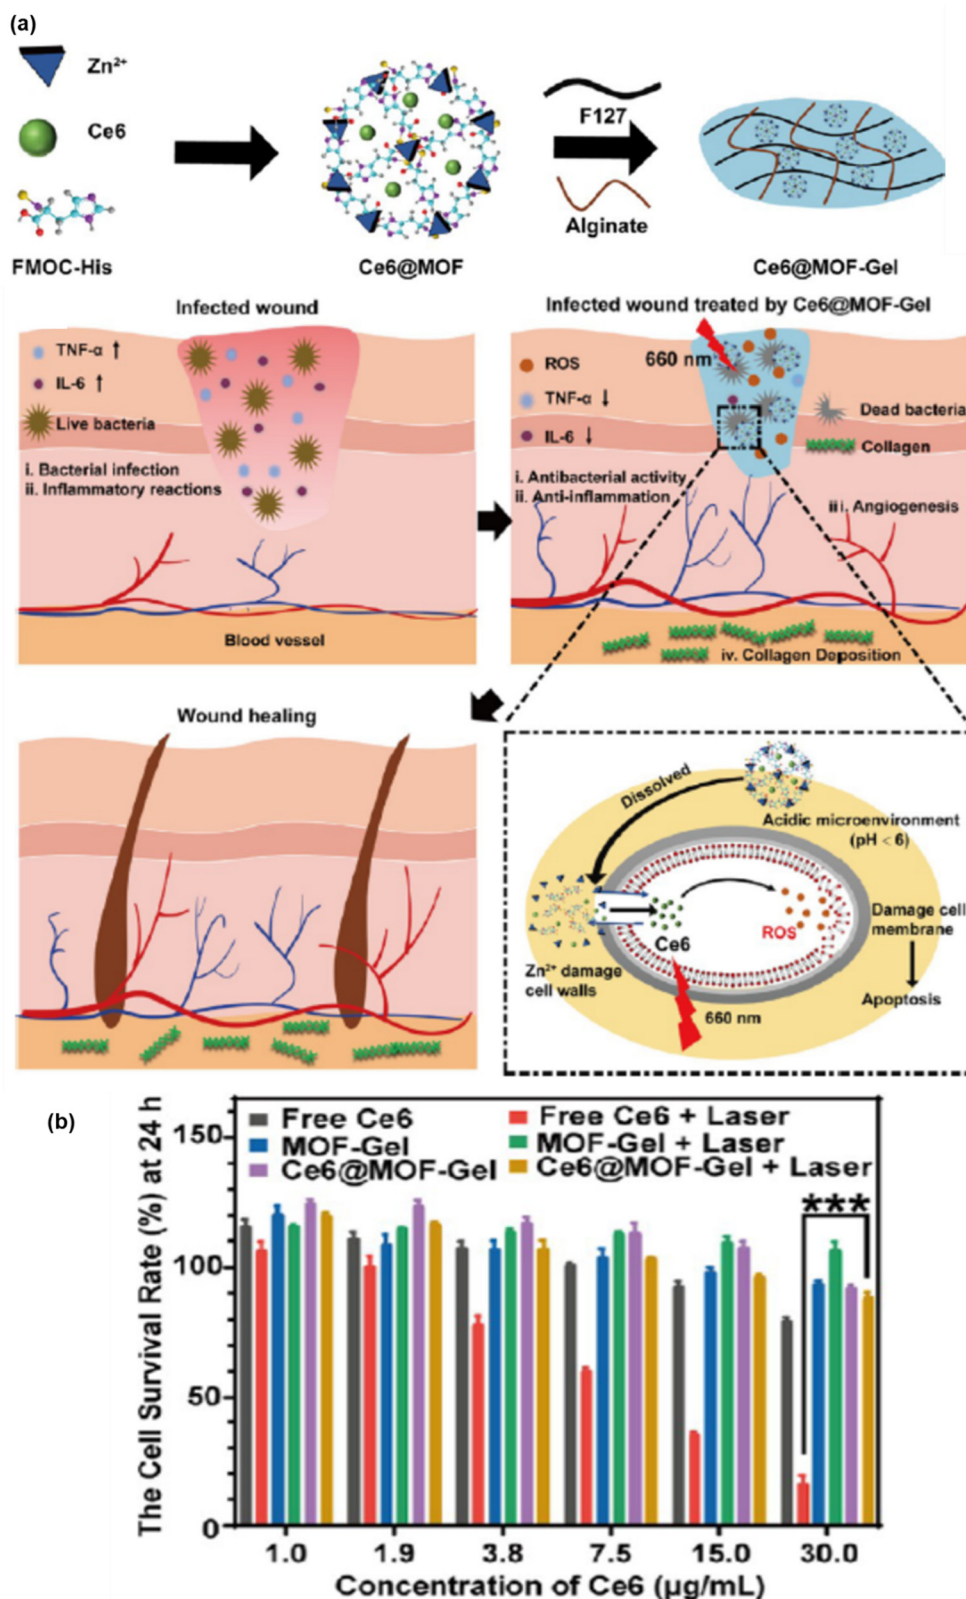 (a)
Zn²⁺
Ce6
FMOC-His
Ce6@MOF
F127
Alginate
Ce6@MOF-Gel
Infected wound
TNF-α ↑
IL-6 ↑
Live bacteria
i. Bacterial infection
ii. Inflammatory reactions
Blood vessel
Infected wound treated by Ce6@MOF-Gel
660 nm
ROS
TNF-α ↓
IL-6 ↓
Dead bacteria
Collagen
i. Antibacterial activity
ii. Anti-inflammation
iii. Angiogenesis
iv. Collagen Deposition
Wound healing
Dissolved
Acidic microenvironment
(pH < 6)
Ce6
ROS
Damage cell
membrane
Apoptosis
Zn²⁺ damage
cell walls
660 nm
(b)
The Cell Survival Rate (%) at 24 h
150
100
50
0
Free Ce6
Free Ce6 + Laser
MOF-Gel
MOF-Gel + Laser
Ce6@MOF-Gel
Ce6@MOF-Gel + Laser
***
1.0 1.9 3.8 7.5 15.0 30.0
Concentration of Ce6 (μg/mL)